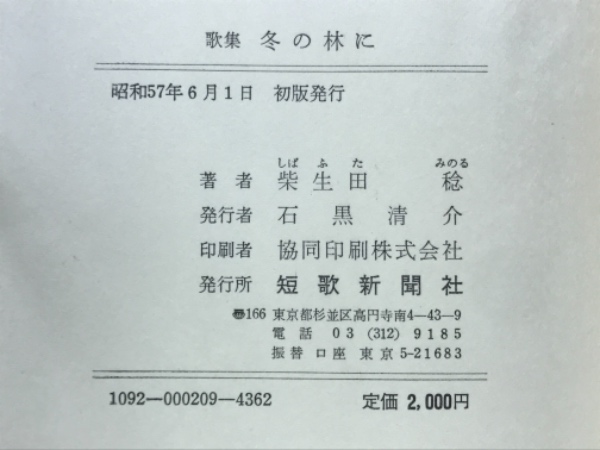 歌集 冬の林に
昭和57年6月1日 初版発行
しば ふ た みのる
著者 柴生田 稔
発行者 石黒清介
印刷者 協同印刷株式会社
発行所 短歌新聞社
〠166 東京都杉並区高円寺南4―43―9
電話 03 (312) 9185
振替口座 東京5-21683
1092―000209―4362 定価 2,000円